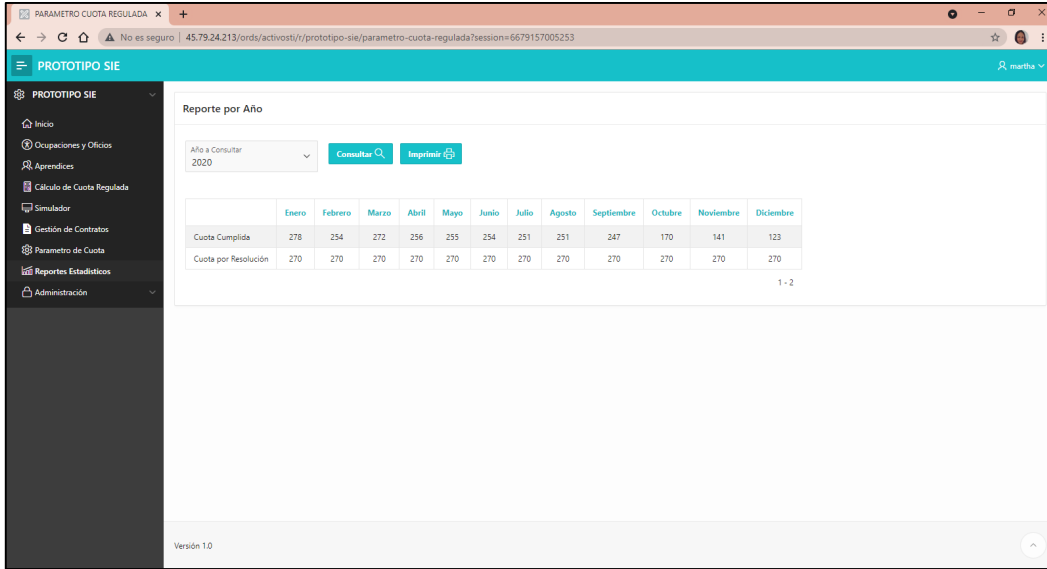 PARAMETRO CUOTA REGULADA
No es seguro | 45.79.24.213/ords/activosti/r/prototipo-sie/parametro-cuota-regulada?session=6679157005253
PROTOTIPO SIE
martha
PROTOTIPO SIE
Inicio
Ocupaciones y Oficios
Aprendices
Cálculo de Cuota Regulada
Simulador
Gestión de Contratos
Parametro de Cuota
Reportes Estadisticos
Administración
Reporte por Año
Año a Consultar
2020
Consultar
Imprimir
Enero Febrero Marzo Abril Mayo Junio Julio Agosto Septiembre Octubre Noviembre Diciembre
Cuota Cumplida 278 254 272 256 255 254 251 251 247 170 141 123
Cuota por Resolución 270 270 270 270 270 270 270 270 270 270 270 270
1 - 2
Versión 1.0